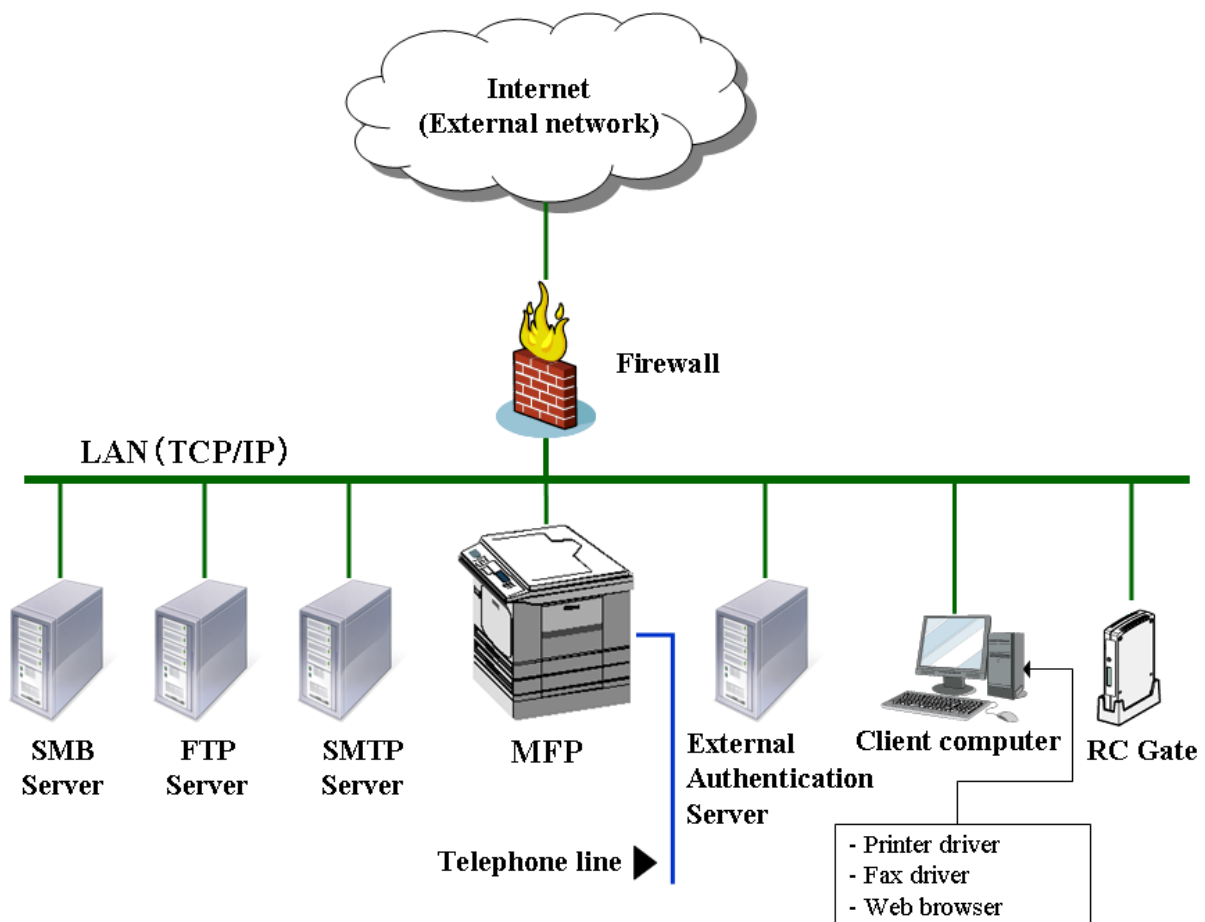 Internet
(External network)
Firewall
LAN (TCP/IP)
SMB
Server
FTP
Server
SMTP
Server
MFP
External
Authentication
Server
Client computer
RC Gate
Telephone line
- Printer driver
- Fax driver
- Web browser